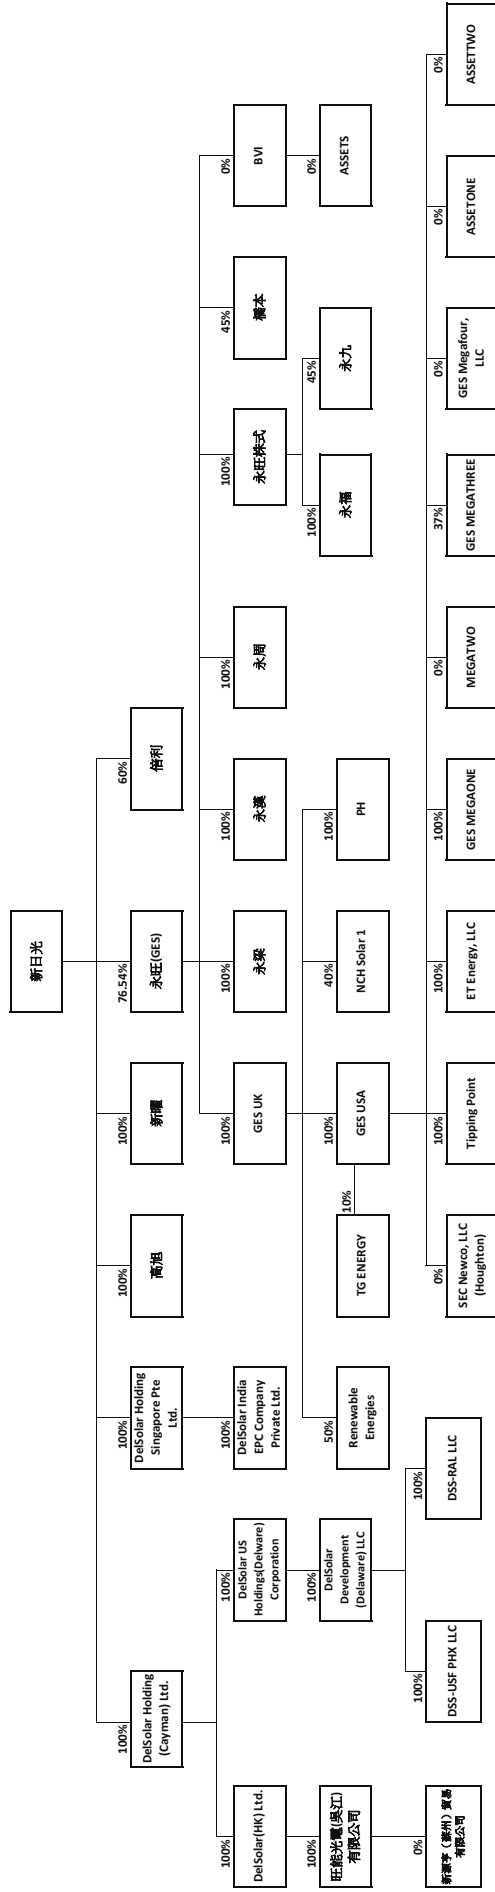 新日光
100%
DelSolar Holding
(Cayman) Ltd.
100%
DelSolar Holding
Singapore Pte
Ltd.
100%
高旭
100%
新曜
76.54%
永旺(GES)
60%
倍利
100%
DelSolar(HK) Ltd.
100%
DelSolar US
Holdings(Delware)
Corporation
100%
DelSolar India
EPC Company
Private Ltd.
100%
GES UK
100%
永梁
100%
永漢
100%
永周
100%
永旺株式
45%
橋本
0%
BVI
100%
旺能光電(吳江)
有限公司
100%
DelSolar
Development
(Delaware) LLC
50%
Renewable
Energies
TG ENERGY
10%
100%
GES USA
40%
NCH Solar 1
100%
PH
100%
永福
45%
永九
0%
ASSETS
0%
新源亨（蘇州）貿易
有限公司
100%
DSS-USF PHX LLC
100%
DSS-RAL LLC
0%
SEC Newco, LLC
(Houghton)
100%
Tipping Point
100%
ET Energy, LLC
100%
GES MEGAONE
0%
MEGATWO
37%
GES MEGATHREE
0%
GES Megafour,
LLC
0%
ASSETONE
0%
ASSETTWO